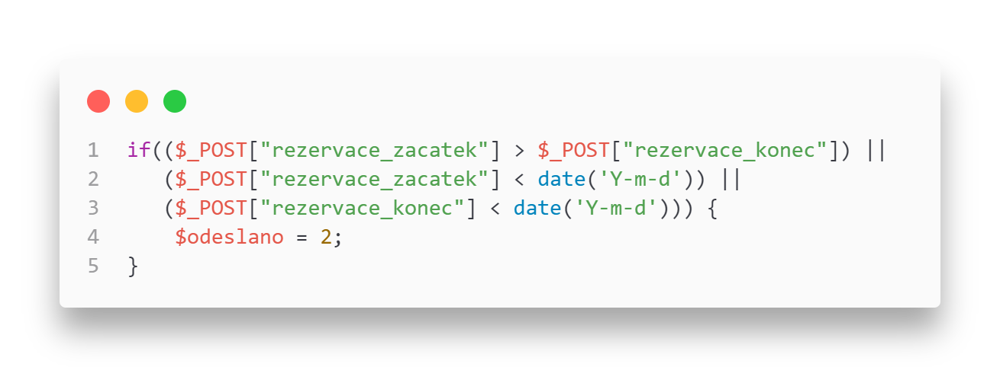 1 if(($_POST["rezervace_zacatek"] > $_POST["rezervace_konec"]) ||
2 ($_POST["rezervace_zacatek"] < date('Y-m-d')) ||
3 ($_POST["rezervace_konec"] < date('Y-m-d'))) {
4 $odeslano = 2;
5 }